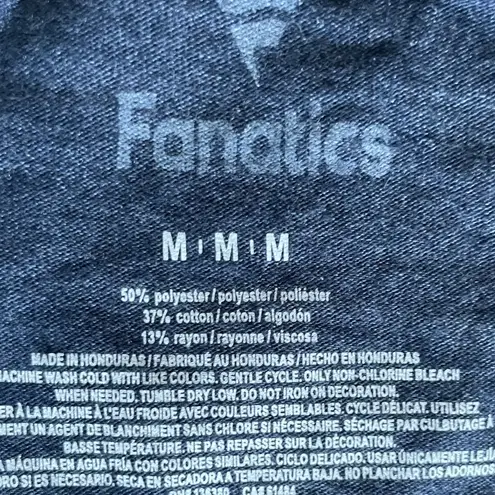 Fanatics
M I M I M
50% polyester / polyester / poliéster
37% cotton / coton / algodón
13% rayon / rayonne / viscosa
MADE IN HONDURAS / FABRIQUÉ AU HONDURAS / HECHO EN HONDURAS
MACHINE WASH COLD WITH LIKE COLORS. GENTLE CYCLE. ONLY NON-CHLORINE BLEACH
WHEN NEEDED. TUMBLE DRY LOW. DO NOT IRON ON DECORATION.
ER À LA MACHINE À L'EAU FROIDE AVEC COULEURS SEMBLABLES. CYCLE DÉLICAT. UTILISEZ
MENT UN AGENT DE BLANCHIMENT SANS CHLORE SI NÉCESSAIRE. SÉCHAGE PAR CULBUTAGE À
BASSE TEMPÉRATURE. NE PAS REPASSER SUR LA DÉCORATION.
A MÁQUINA EN AGUA FRÍA CON COLORES SIMILARES. CICLO DELICADO. USAR ÚNICAMENTE LEJÍA
ORO SI ES NECESARIO. SECA EN SECADORA A TEMPERATURA BAJA. NO PLANCHAR LOS ADORNOS